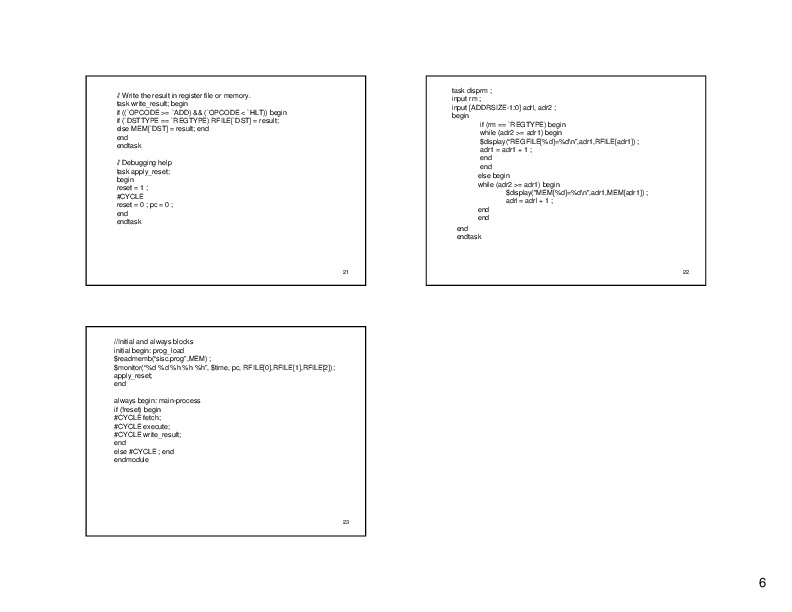 // Write the result in register file or memory.
task write_result; begin
if ((`OPCODE >= `ADD) && (`OPCODE < `HLT)) begin
if (`DSTTYPE == `REGTYPE) RFILE[`DST] = result;
else MEM[`DST] = result; end
end
endtask
// Debugging help
task apply_reset;
begin
reset = 1 ;
#CYCLE
reset = 0 ; pc = 0 ;
end
endtask
21
task disprm ;
input rm ;
input [ADDRSIZE-1:0] adrl, adr2 ;
begin
if (rm == `REGTYPE) begin
while (adr2 >= adr1) begin
$display("REGFILE[%d]=%d\n",adr1,RFILE[adr1]) ;
adr1 = adr1 + 1 ;
end
end
else begin
while (adr2 >= adr1) begin
$display("MEM[%d]=%d\n",adr1,MEM[adr1]) ;
adrl = adrl + 1 ;
end
end
end
endtask
22
//Initial and always blocks
initial begin: prog_load
$readmemb("sisc.prog",MEM) ;
$monitor("%d %d %h %h %h", $time, pc, RFILE[0],RFILE[1],RFILE[2]);
apply_reset;
end
always begin: main-process
if (!reset) begin
#CYCLE fetch;
#CYCLE execute;
#CYCLE write_result;
end
else #CYCLE ; end
endmodule
23
6